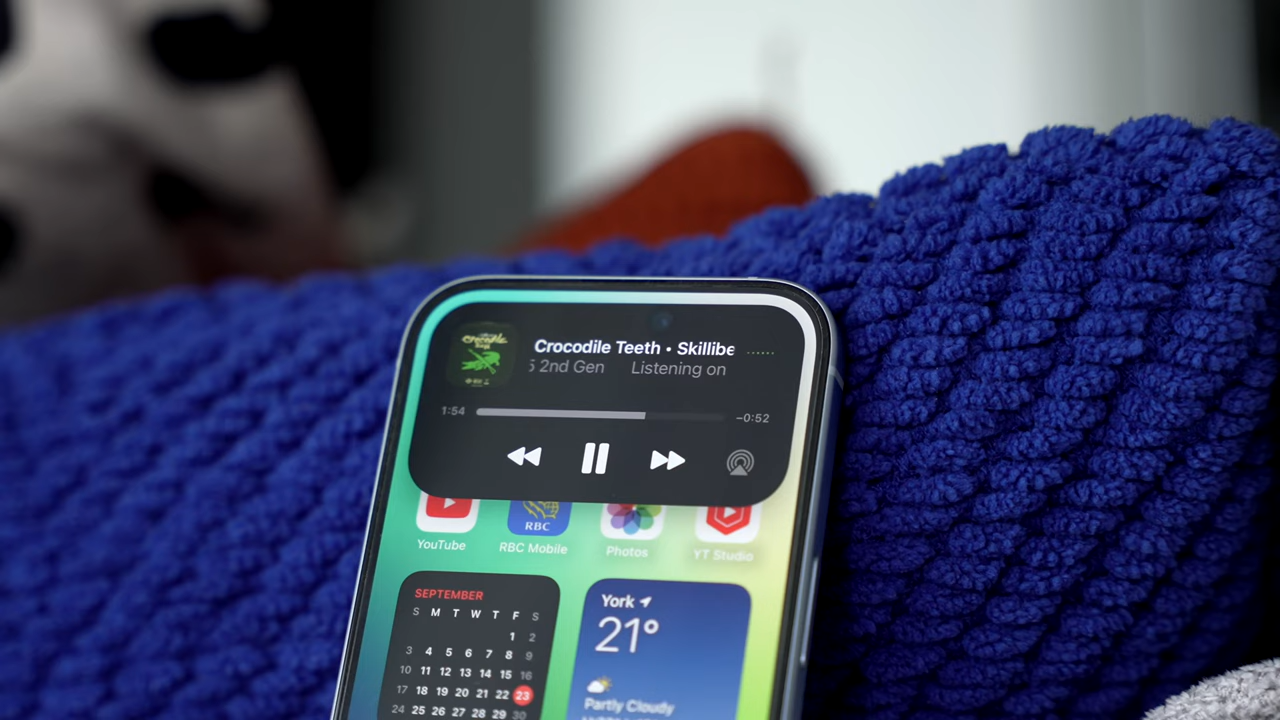 Crocodile Teeth • Skillibe
2nd Gen Listening on
1:54
-0:52
RBC
YouTube
RBC Mobile
Photos
YT Studio
SEPTEMBER
S M T W T F S
1 2
3 4 5 6 7 8 9
10 11 12 13 14 15 16
17 18 19 20 21 22 23
24 25 26 27 28 29 30
York
21°
Partly Cloudy